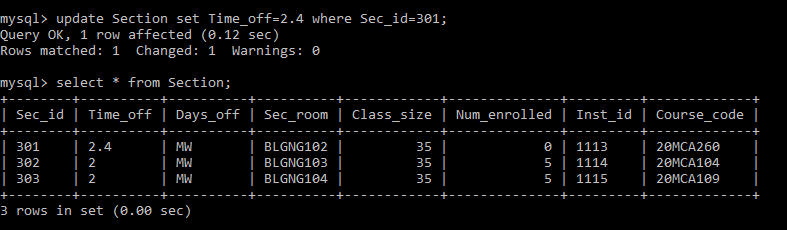 mysql> update Section set Time_off=2.4 where Sec_id=301;
Query OK, 1 row affected (0.12 sec)
Rows matched: 1  Changed: 1  Warnings: 0
mysql> select * from Section;
+--------+----------+----------+----------+------------+--------------+---------+-------------+
| Sec_id | Time_off | Days_off | Sec_room | Class_size | Num_enrolled | Inst_id | Course_code |
+--------+----------+----------+----------+------------+--------------+---------+-------------+
| 301    | 2.4      | MW       | BLGNG102 |         35 |            0 | 1113    | 20MCA260    |
| 302    | 2        | MW       | BLGNG103 |         35 |            5 | 1114    | 20MCA104    |
| 303    | 2        | MW       | BLGNG104 |         35 |            5 | 1115    | 20MCA109    |
+--------+----------+----------+----------+------------+--------------+---------+-------------+
3 rows in set (0.00 sec)